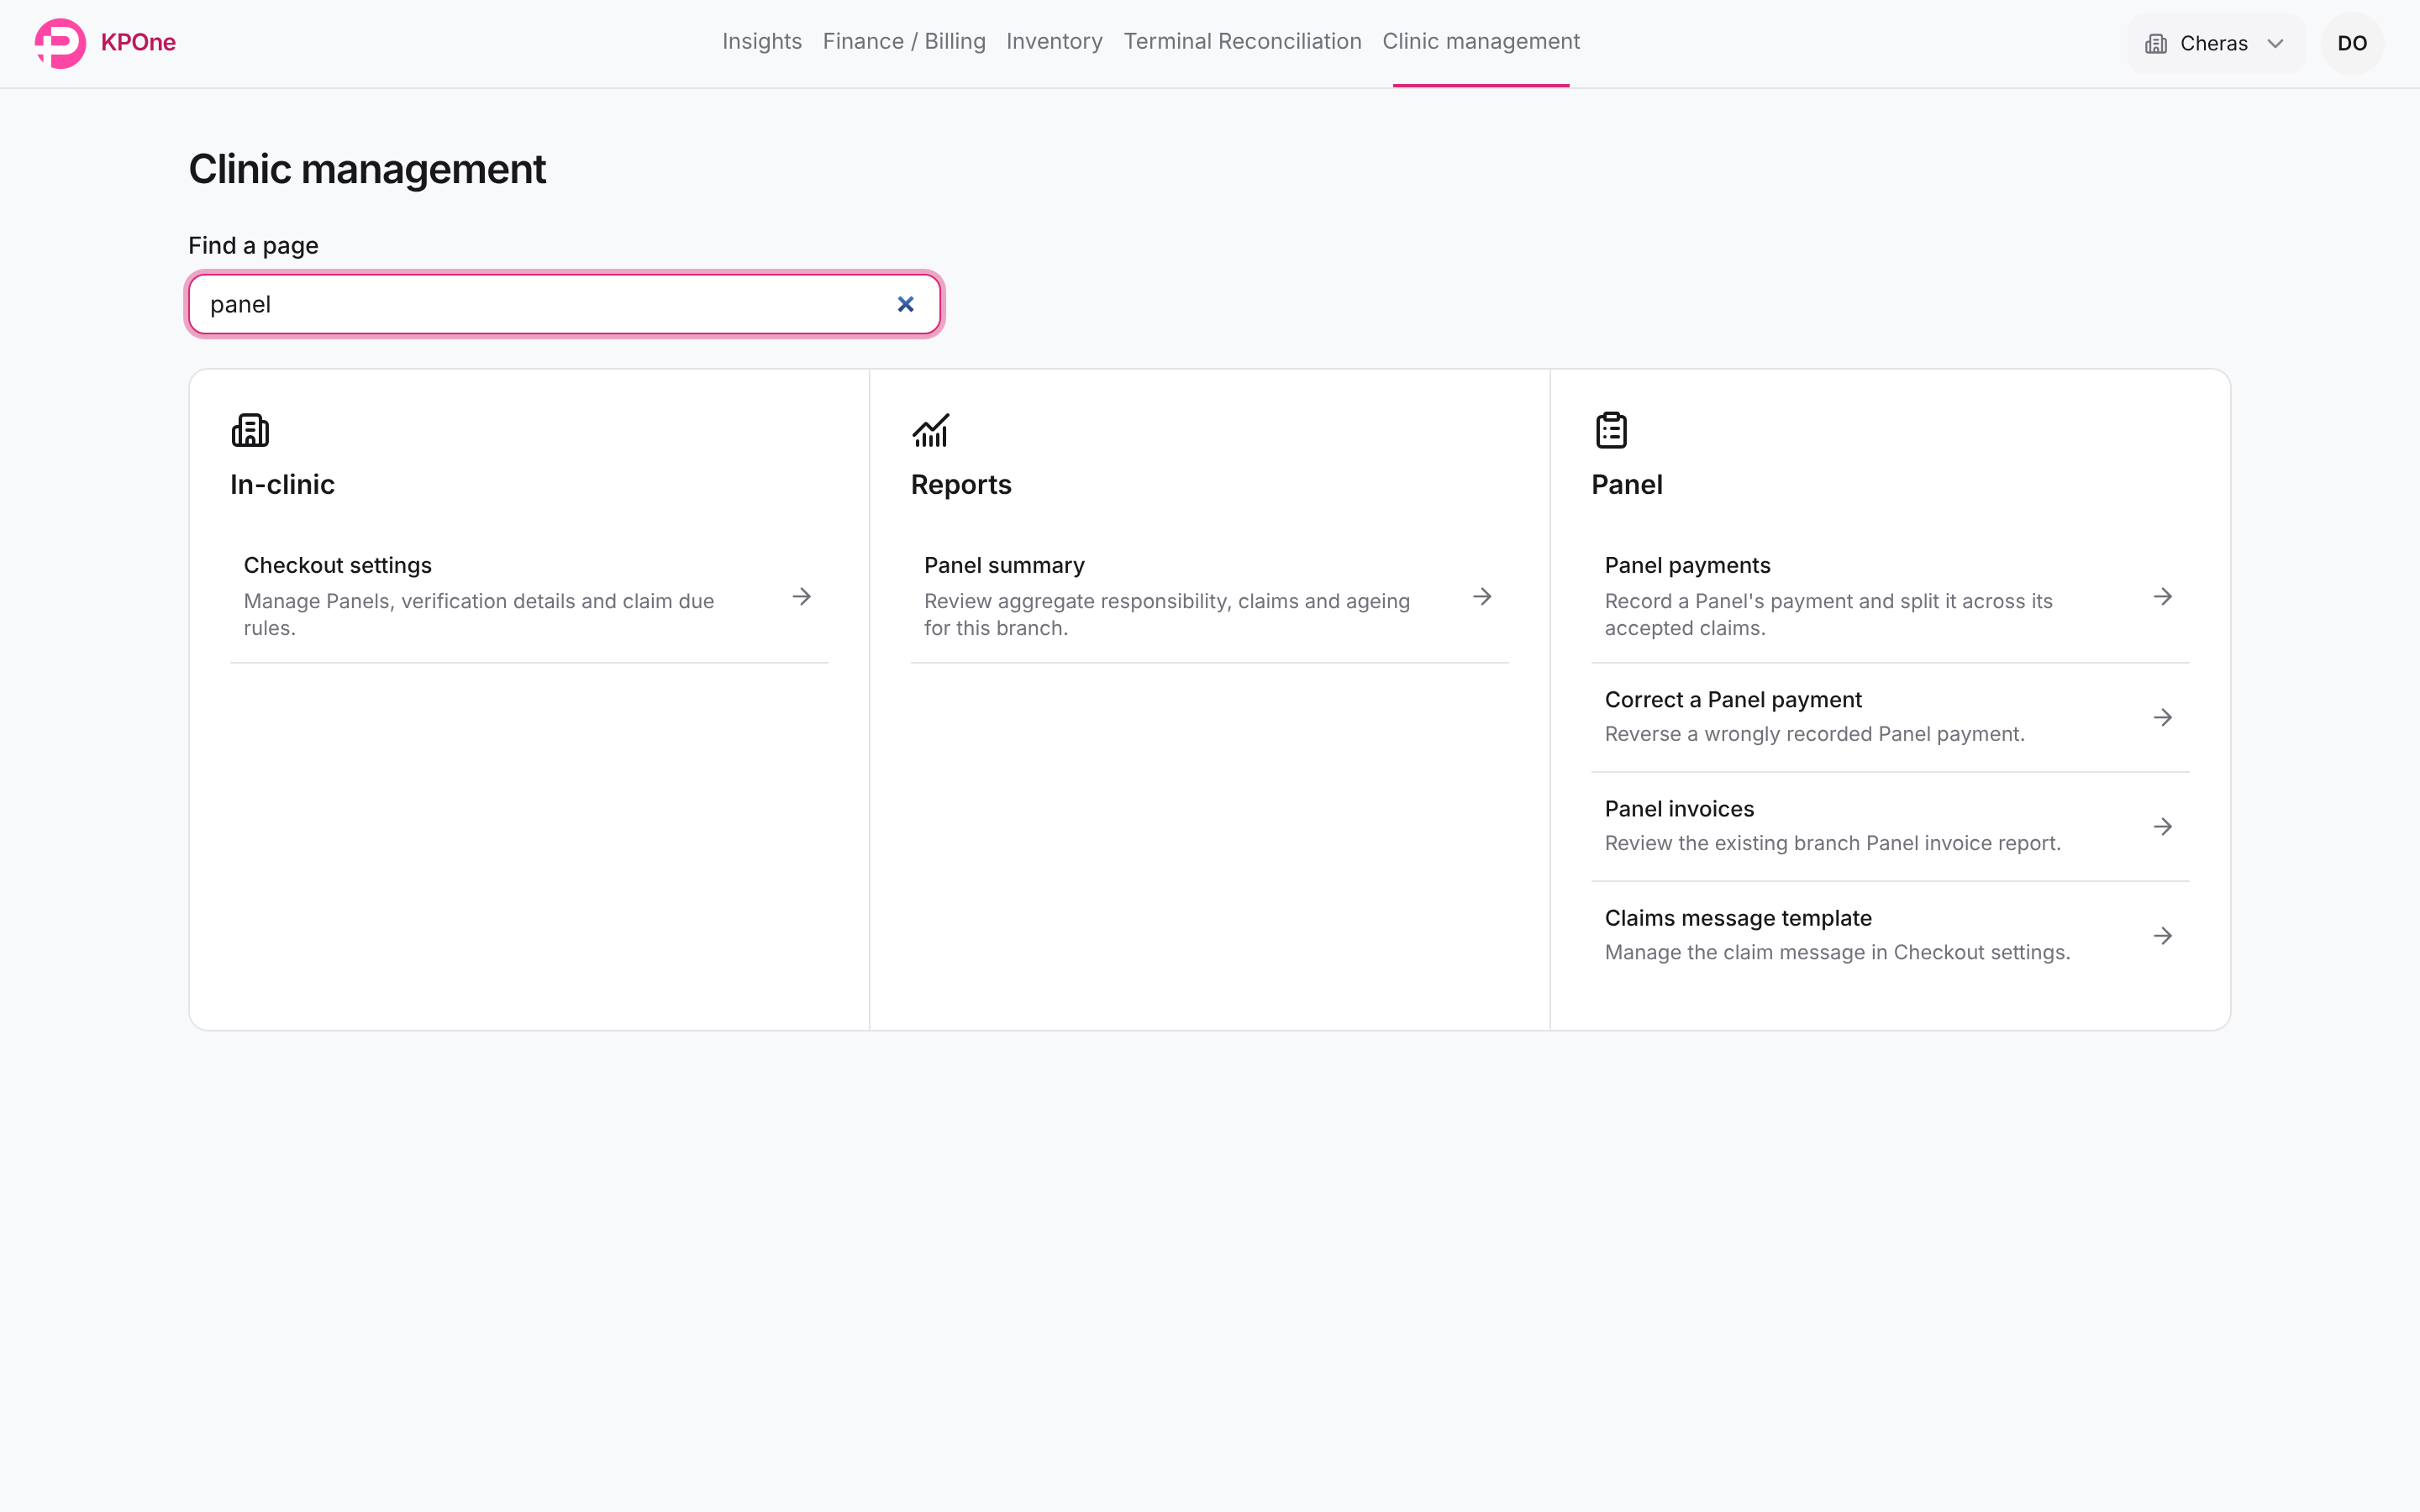 KPOne
Insights
Finance / Billing
Inventory
Terminal Reconciliation
Clinic management
Cheras
DO
Clinic management
Find a page
panel
In-clinic
Checkout settings
Manage Panels, verification details and claim due
rules.
Reports
Panel summary
Review aggregate responsibility, claims and ageing
for this branch.
Panel
Panel payments
Record a Panel's payment and split it across its
accepted claims.
Correct a Panel payment
Reverse a wrongly recorded Panel payment.
Panel invoices
Review the existing branch Panel invoice report.
Claims message template
Manage the claim message in Checkout settings.